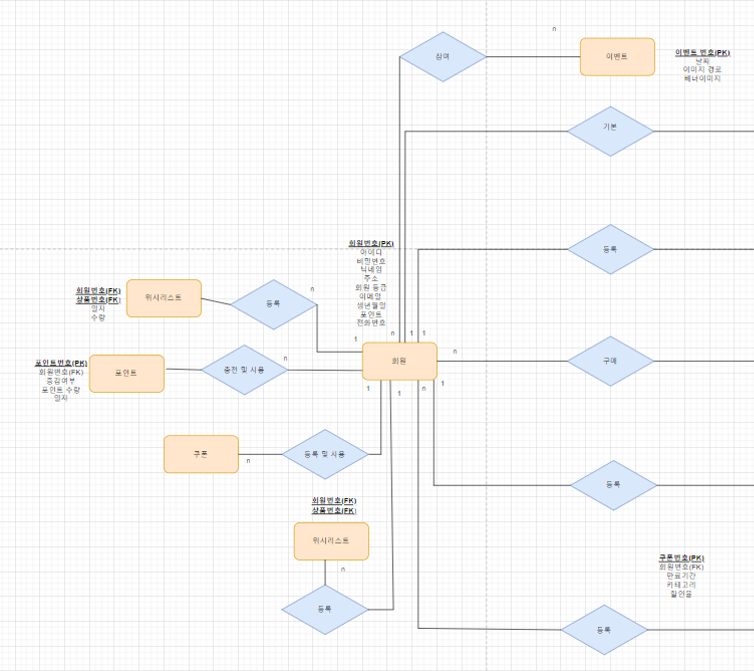 n
참여
이벤트
이벤트 번호(PK)
날짜
이미지 경로
배너이미지
기본
회원번호(PK)
아이디
비밀번호
닉네임
주소
회원 등급
이메일
생년월일
포인트
전화번호
등록
회원번호(FK)
상품번호(FK)
일자
수량
위시리스트
등록
n
1
n
1
1
회원
n
구매
포인트번호(PK)
회원번호(FK)
증감여부
포인트 수량
일자
포인트
충전 및 사용
n
1
1
n
1
쿠폰
n
등록 및 사용
등록
회원번호(FK)
상품번호(FK)
위시리스트
n
등록
쿠폰번호(PK)
회원번호(FK)
만료기간
카테고리
할인율
등록